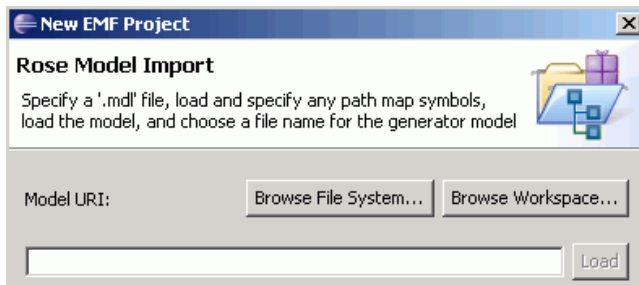 New EMF Project
Rose Model Import
Specify a '.mdl' file, load and specify any path map symbols,
load the model, and choose a file name for the generator model
Model URI: Browse File System... Browse Workspace...
Load